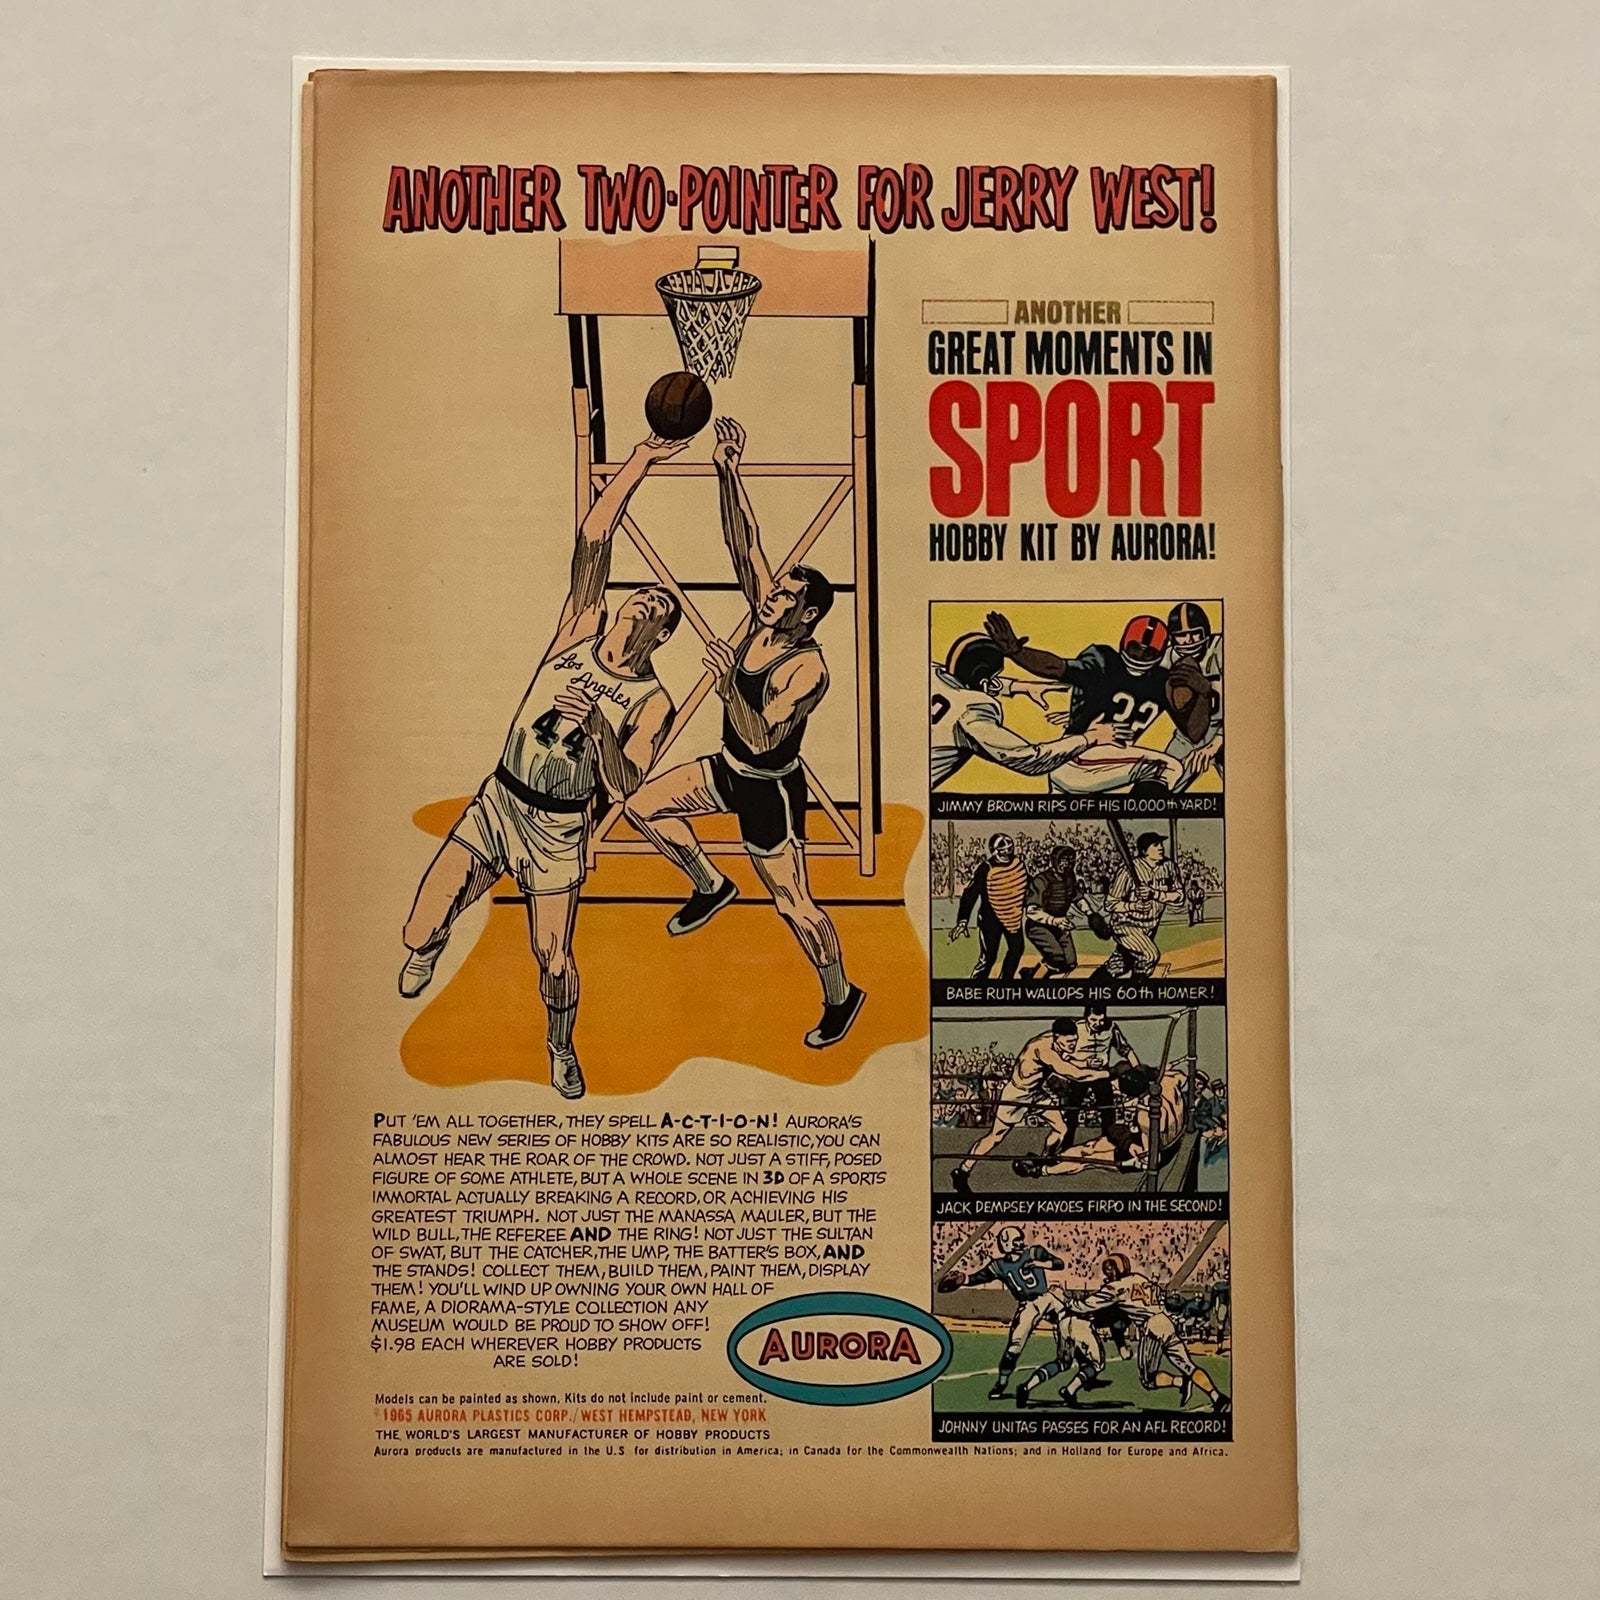 ANOTHER TWO-POINTER FOR JERRY WEST!
ANOTHER
GREAT MOMENTS IN
SPORT
HOBBY KIT BY AURORA!
Los
Angeles
44
22
JIMMY BROWN RIPS OFF HIS 10,000th YARD!
BABE RUTH WALLOPS HIS 60th HOMER!
JACK DEMPSEY KAYOES FIRPO IN THE SECOND!
19
JOHNNY UNITAS PASSES FOR AN AFL RECORD!
PUT 'EM ALL TOGETHER, THEY SPELL A-C-T-I-O-N! AURORA'S
FABULOUS NEW SERIES OF HOBBY KITS ARE SO REALISTIC, YOU CAN
ALMOST HEAR THE ROAR OF THE CROWD. NOT JUST A STIFF, POSED
FIGURE OF SOME ATHLETE, BUT A WHOLE SCENE IN 3D OF A SPORTS
IMMORTAL ACTUALLY BREAKING A RECORD, OR ACHIEVING HIS
GREATEST TRIUMPH. NOT JUST THE MANASSA MAULER, BUT THE
WILD BULL, THE REFEREE AND THE RING! NOT JUST THE SULTAN
OF SWAT, BUT THE CATCHER, THE UMP, THE BATTER'S BOX, AND
THE STANDS! COLLECT THEM, BUILD THEM, PAINT THEM, DISPLAY
THEM! YOU'LL WIND UP OWNING YOUR OWN HALL OF
FAME, A DIORAMA-STYLE COLLECTION ANY
MUSEUM WOULD BE PROUD TO SHOW OFF!
$1.98 EACH WHEREVER HOBBY PRODUCTS
ARE SOLD!
AURORA
Models can be painted as shown. Kits do not include paint or cement.
©1965 AURORA PLASTICS CORP./WEST HEMPSTEAD, NEW YORK
THE WORLD'S LARGEST MANUFACTURER OF HOBBY PRODUCTS
Aurora products are manufactured in the U.S. for distribution in America; in Canada for the Commonwealth Nations; and in Holland for Europe and Africa.